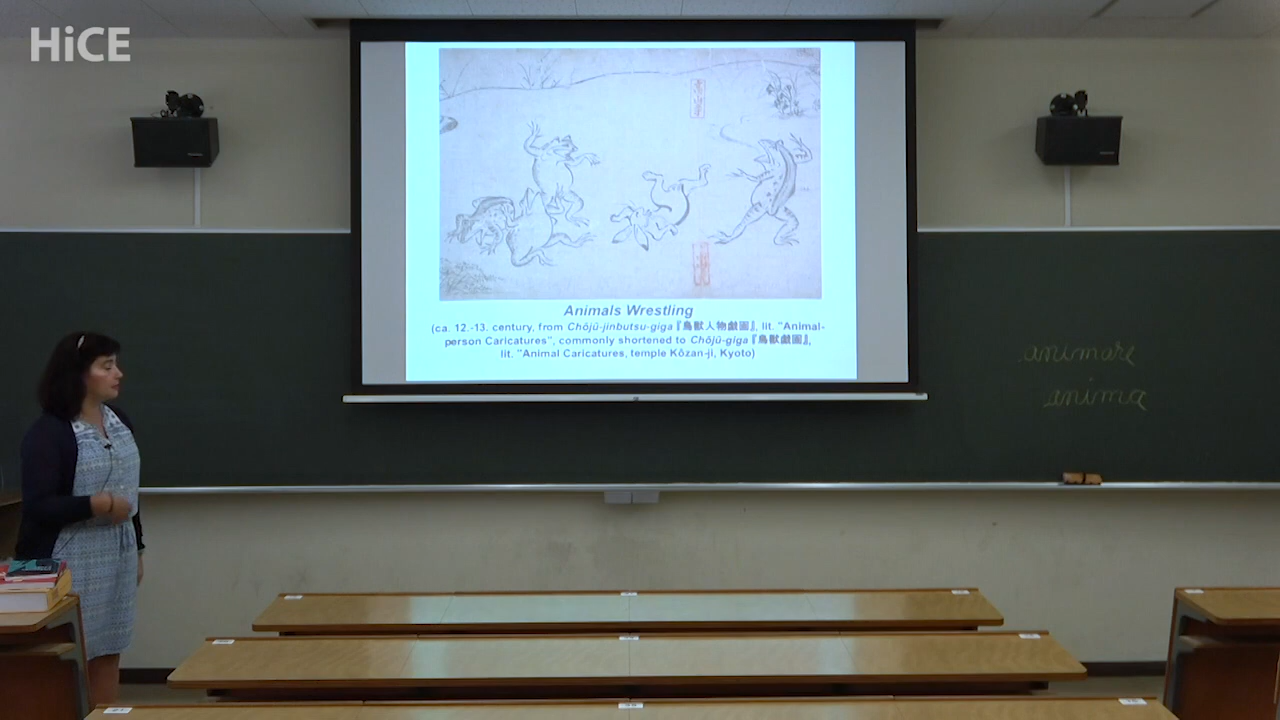 HiCE
Animals Wrestling
(ca. 12.-13. century, from Chōjū-jinbutsu-giga『鳥獣人物戯画』, lit. "Animal-
person Caricatures", commonly shortened to Chōjū-giga『鳥獣戯画』,
lit. "Animal Caricatures, temple Kōzan-ji, Kyoto)
animare
anima